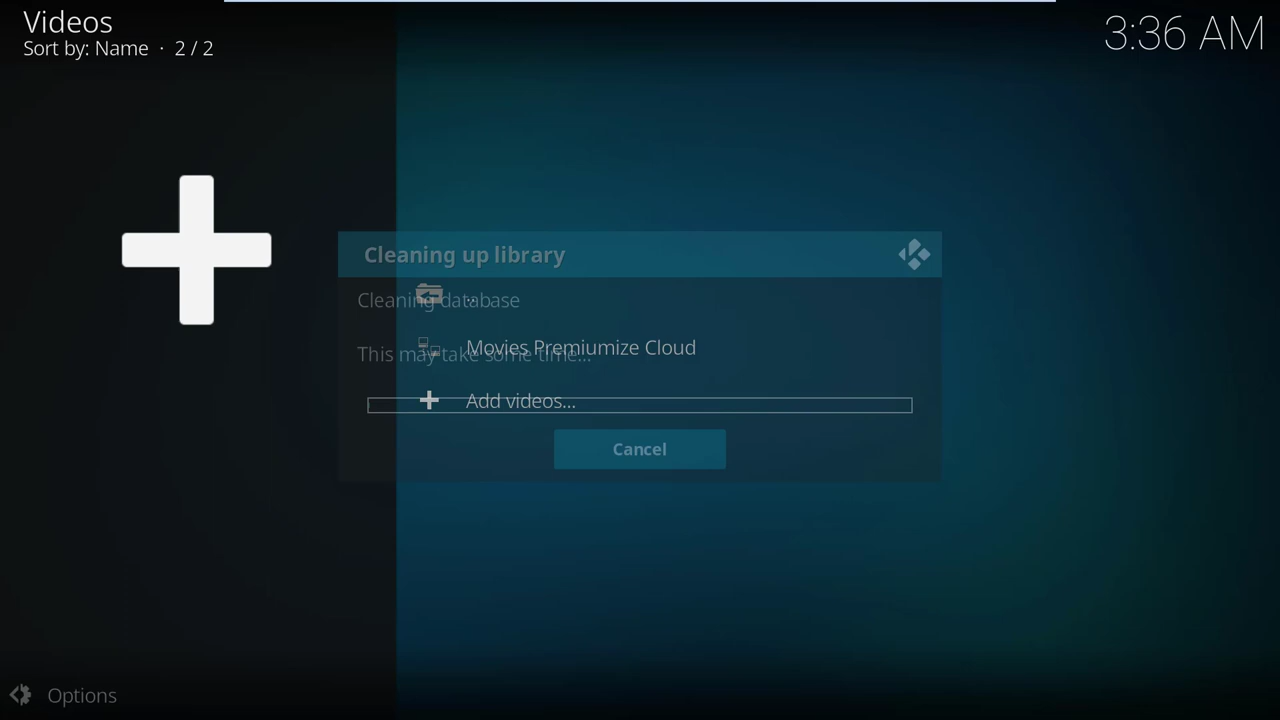 Videos
Sort by: Name · 2 / 2
3:36 AM
Cleaning up library
Cleaning database
..
This may take some time...
Movies Premiumize Cloud
Add videos...
Cancel
Options